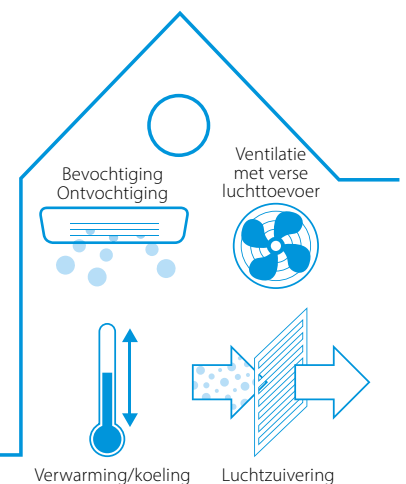 Bevochtiging
Ontvochtiging
Ventilatie
met verse
luchttoevoer
Verwarming/koeling
Luchtzuivering